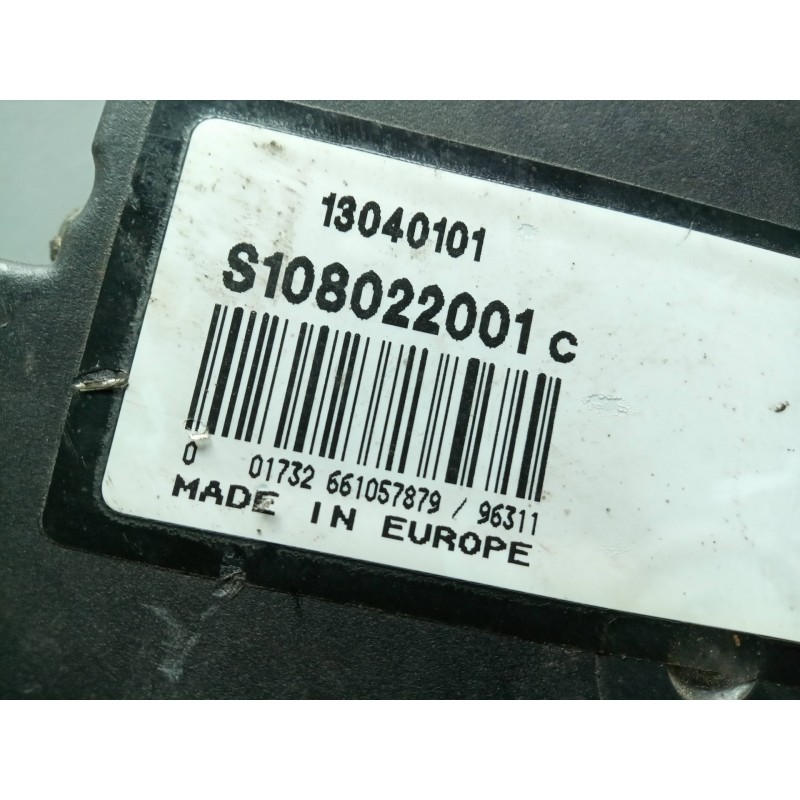 13040101
S108022001 C
0 01732 661057879 / 96311
MADE IN EUROPE